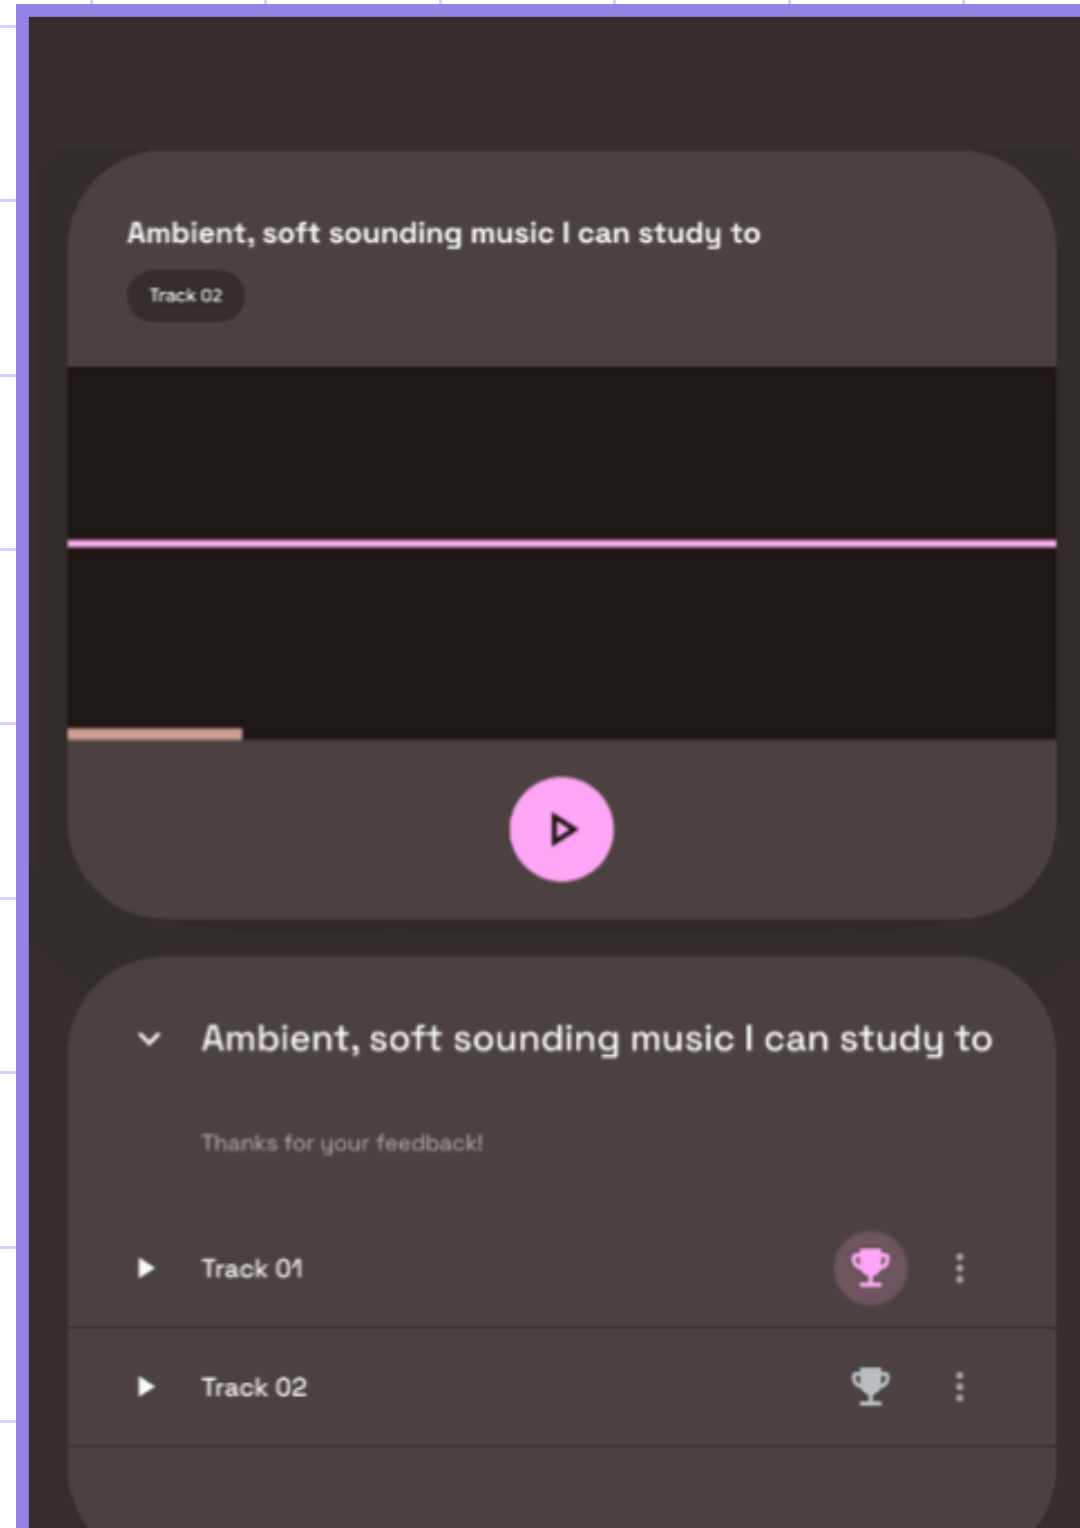 Ambient, soft sounding music I can study to
Track 02
Ambient, soft sounding music I can study to
Thanks for your feedback!
Track 01
Track 02